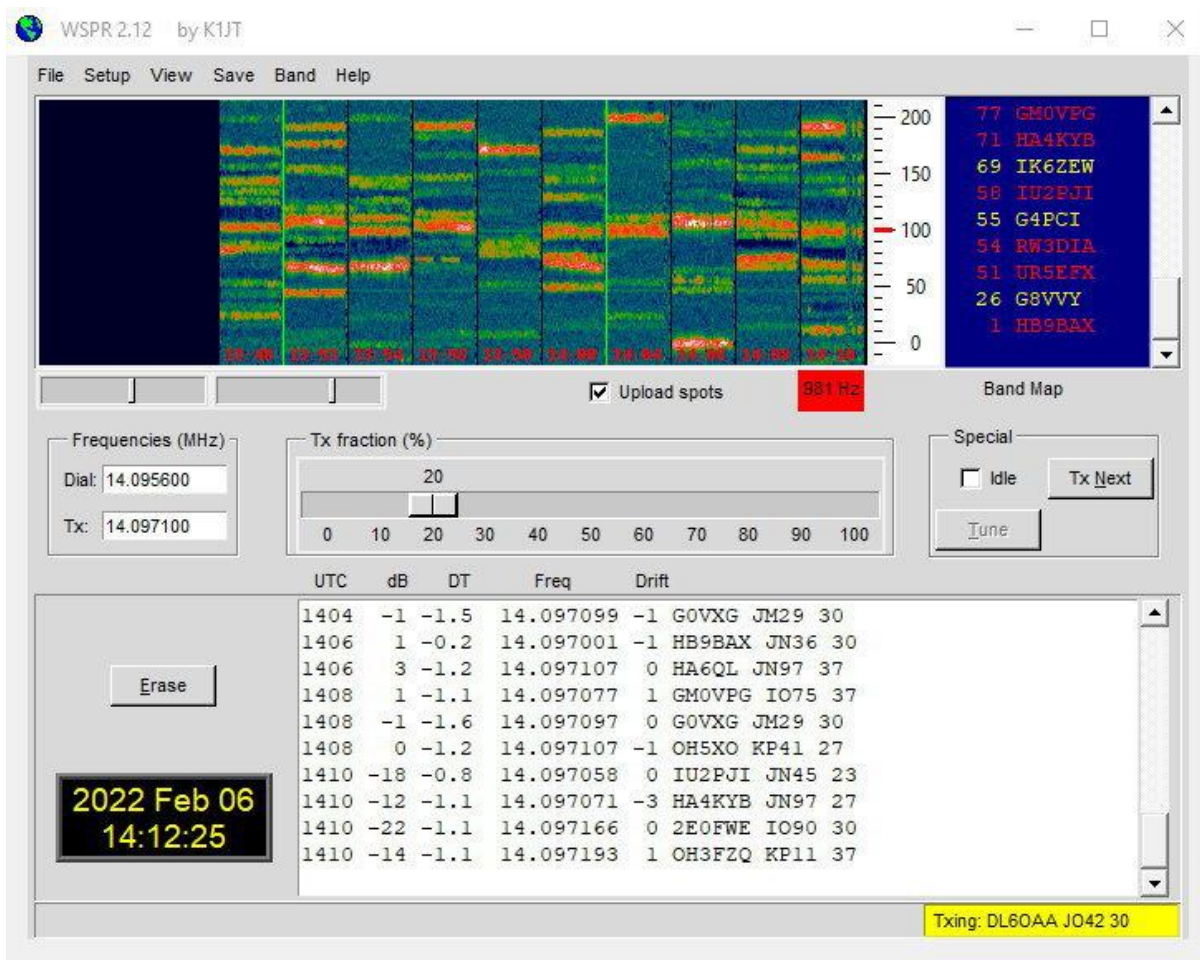 WSPR 2.12 by K1JT
File Setup View Save Band Help
200
150
100
50
0
77 GM0VPG
71 HA4KYB
69 IK6ZEW
58 IU2PJI
55 G4PCI
54 RW3DIA
51 UR5EFX
26 G8VVY
1 HB9BAX
Upload spots
981 Hz
Band Map
Frequencies (MHz)
Dial: 14.095600
Tx: 14.097100
Tx fraction (%)
20
0 10 20 30 40 50 60 70 80 90 100
Special
Idle
Tx Next
Tune
UTC dB DT Freq Drift
1404 -1 -1.5 14.097099 -1 G0VXG JM29 30
1406 1 -0.2 14.097001 -1 HB9BAX JN36 30
1406 3 -1.2 14.097107 0 HA6QL JN97 37
1408 1 -1.1 14.097077 1 GM0VPG IO75 37
1408 -1 -1.6 14.097097 0 G0VXG JM29 30
1408 0 -1.2 14.097107 -1 OH5XO KP41 27
1410 -18 -0.8 14.097058 0 IU2PJI JN45 23
1410 -12 -1.1 14.097071 -3 HA4KYB JN97 27
1410 -22 -1.1 14.097166 0 2E0FWE IO90 30
1410 -14 -1.1 14.097193 1 OH3FZQ KP11 37
Erase
2022 Feb 06
14:12:25
Txing: DL6OAA JO42 30